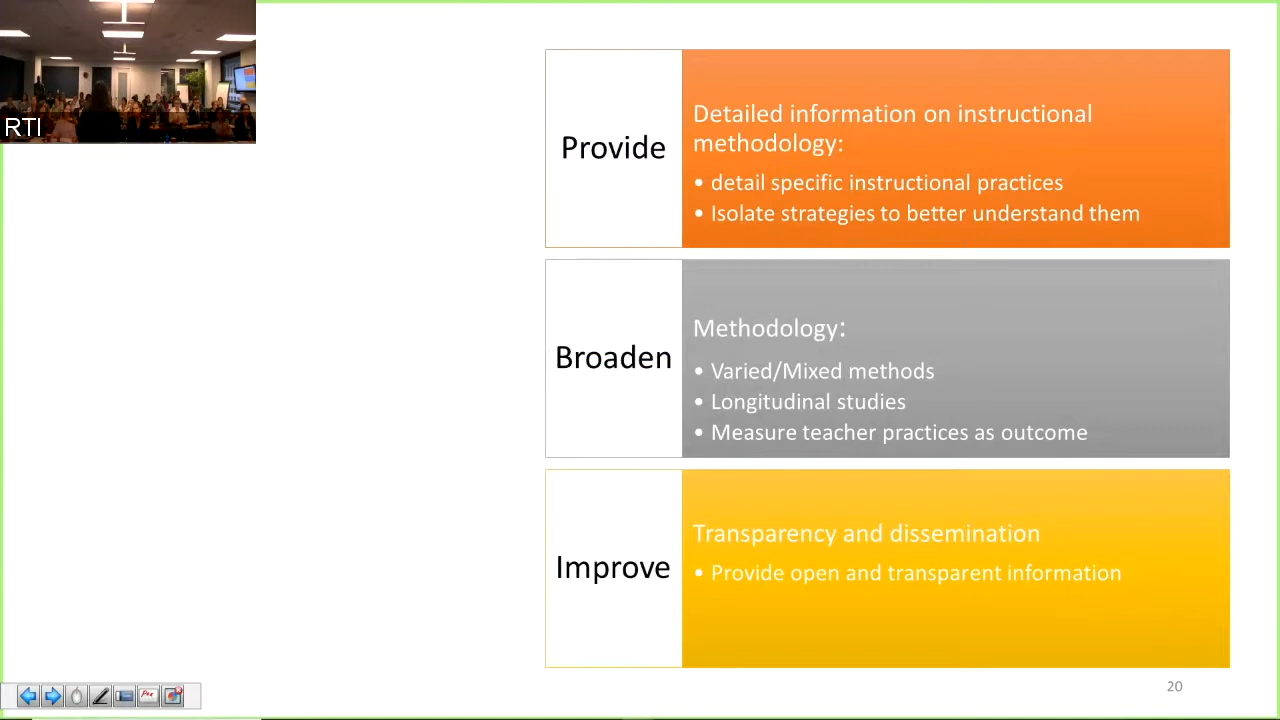 RTI
Provide
Detailed information on instructional
methodology:
• detail specific instructional practices
• Isolate strategies to better understand them
Broaden
Methodology:
• Varied/Mixed methods
• Longitudinal studies
• Measure teacher practices as outcome
Improve
Transparency and dissemination
• Provide open and transparent information
20